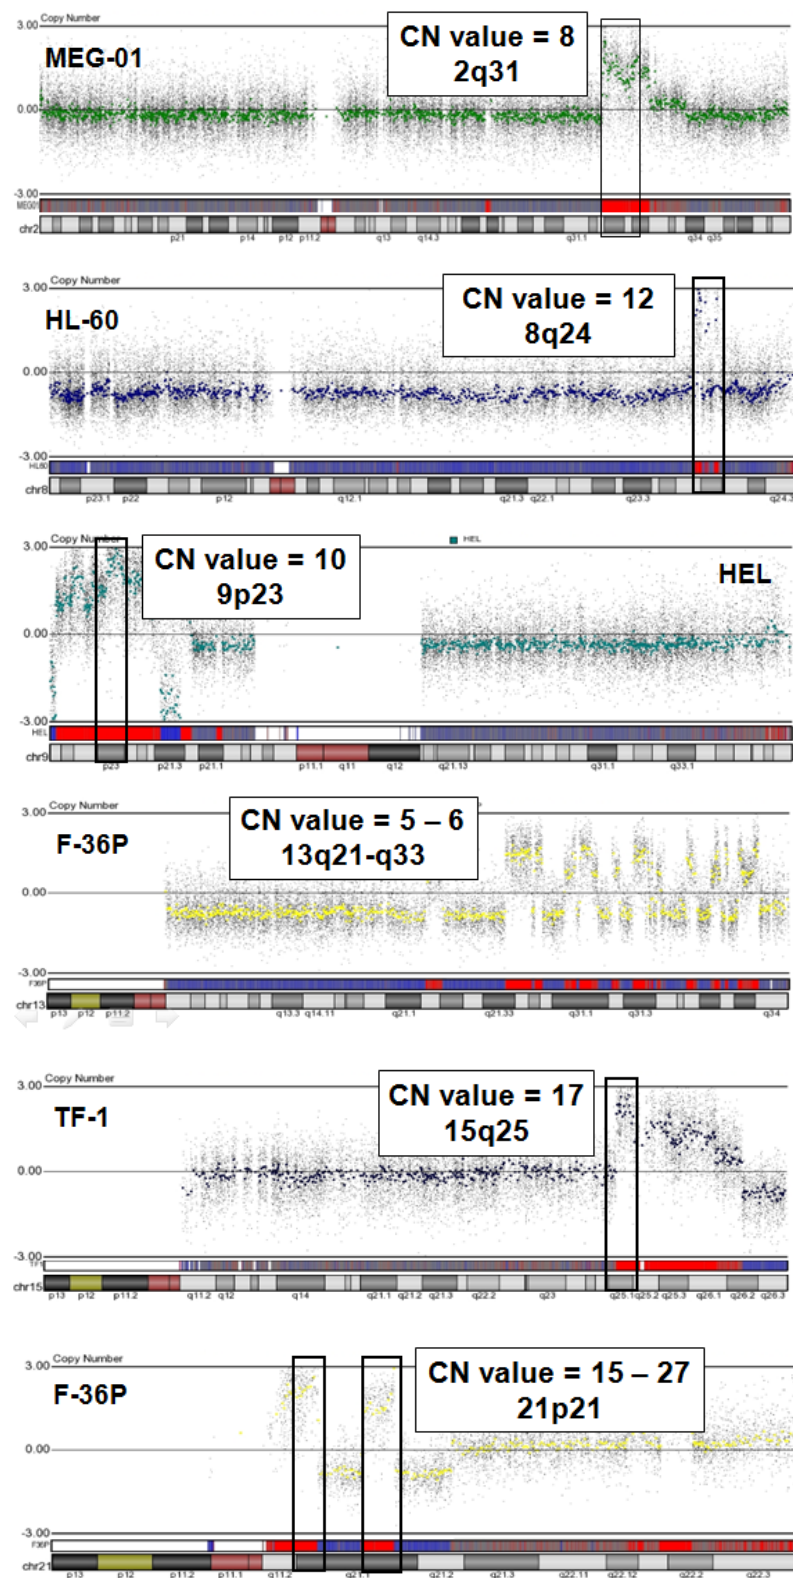 Copy Number
3.00
MEG-01
CN value = 8
2q31
0.00
-3.00
MEG01
chr2
p21 p14 p12 p11.2 q13 q14.3 q31.1 q34 q35
Copy Number
3.00
HL-60
CN value = 12
8q24
0.00
-3.00
HL60
chr8
p23.1 p22 p12 q12.1 q21.3 q22.1 q23.3 q24.3
Copy Number
HEL
3.00
CN value = 10
9p23
HEL
0.00
-3.00
HEL
chr9
p23 p21.3 p21.1 p11.1 q11 q12 q21.13 q31.1 q33.1
Copy Number
3.00
F-36P
CN value = 5 – 6
13q21-q33
0.00
-3.00
F36P
chr13
p13 p12 p11.2 q13.3 q14.11 q21.1 q21.33 q31.1 q31.3 q34
Copy Number
3.00
TF-1
CN value = 17
15q25
0.00
-3.00
TF1
chr15
p13 p12 p11.2 q11.2 q12 q14 q21.1 q21.2 q21.3 q22.2 q23 q25.1 q25.2 q25.3 q26.1 q26.2 q26.3
Copy Number
3.00
F-36P
CN value = 15 – 27
21p21
0.00
-3.00
F36P
chr21
p13 p12 p11.2 p11.1 q11.2 q21.1 q21.2 q21.3 q22.11 q22.12 q22.2 q22.3